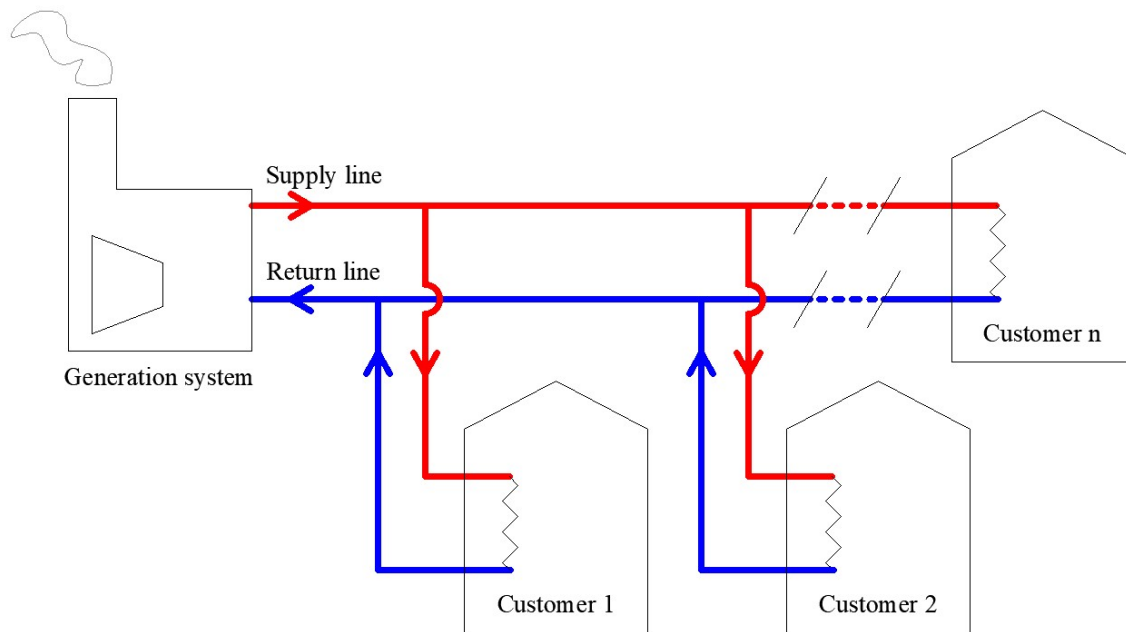 Supply line
Return line
Customer n
Generation system
Customer 1
Customer 2